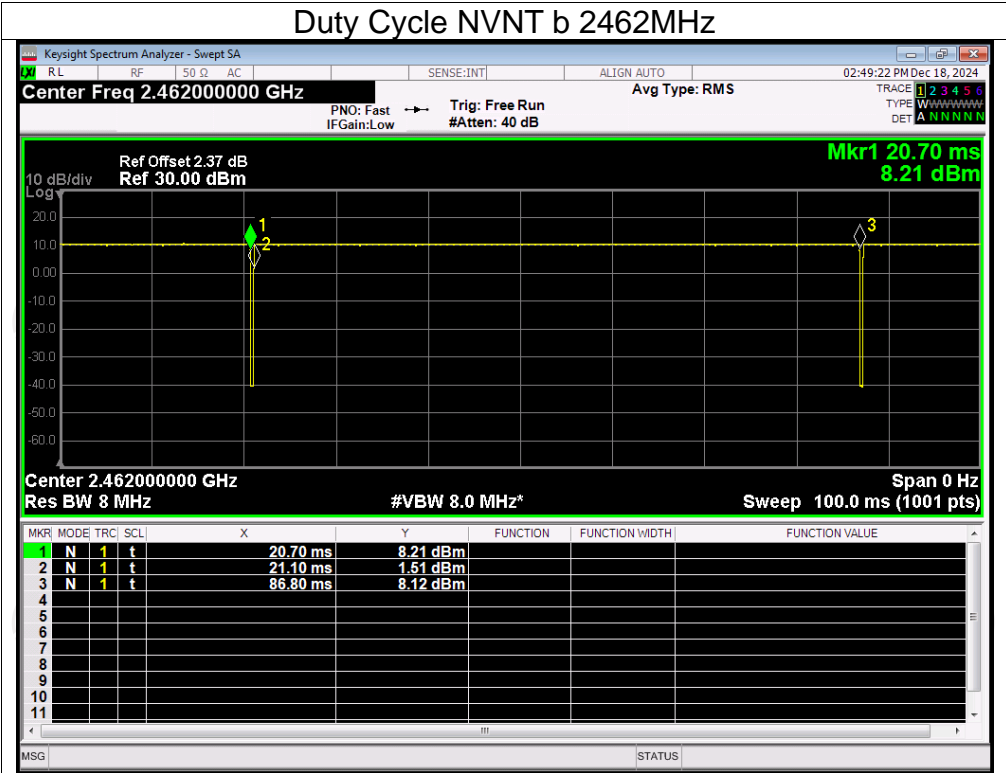 Duty Cycle NVNT b 2462MHz
Keysight Spectrum Analyzer - Swept SA
LXI RL RF 50 Ω AC SENSE:INT ALIGN AUTO 02:49:22 PM Dec 18, 2024
Center Freq 2.462000000 GHz Avg Type: RMS TRACE 1 2 3 4 5 6
PNO: Fast Trig: Free Run TYPE WWWWWW
IFGain:Low #Atten: 40 dB DET A N N N N N
Mkr1 20.70 ms
Ref Offset 2.37 dB
10 dB/div Ref 30.00 dBm 8.21 dBm
Log
20.0
10.0
0.00
-10.0
-20.0
-30.0
-40.0
-50.0
-60.0
1
2
3
Center 2.462000000 GHz Span 0 Hz
Res BW 8 MHz #VBW 8.0 MHz* Sweep 100.0 ms (1001 pts)
MKR MODE TRC SCL X Y FUNCTION FUNCTION WIDTH FUNCTION VALUE
1 N 1 t 20.70 ms 8.21 dBm
2 N 1 t 21.10 ms 1.51 dBm
3 N 1 t 86.80 ms 8.12 dBm
4
5
6
7
8
9
10
11
MSG STATUS